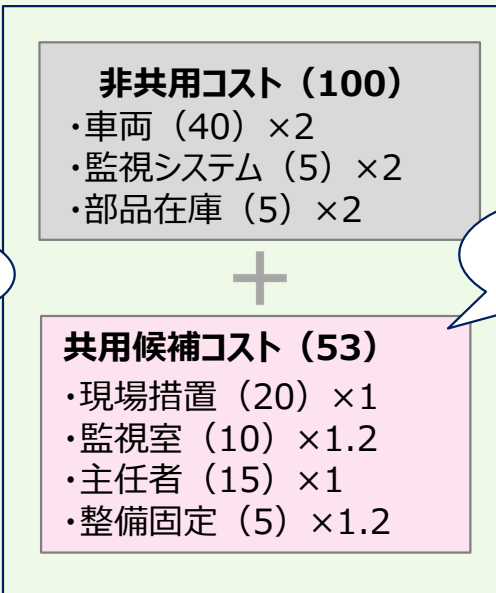 非共用コスト（100）
・車両（40）×2
・監視システム（5）×2
・部品在庫（5）×2
＋
共用候補コスト（53）
・現場措置（20）×1
・監視室（10）×1.2
・主任者（15）×1
・整備固定（5）×1.2